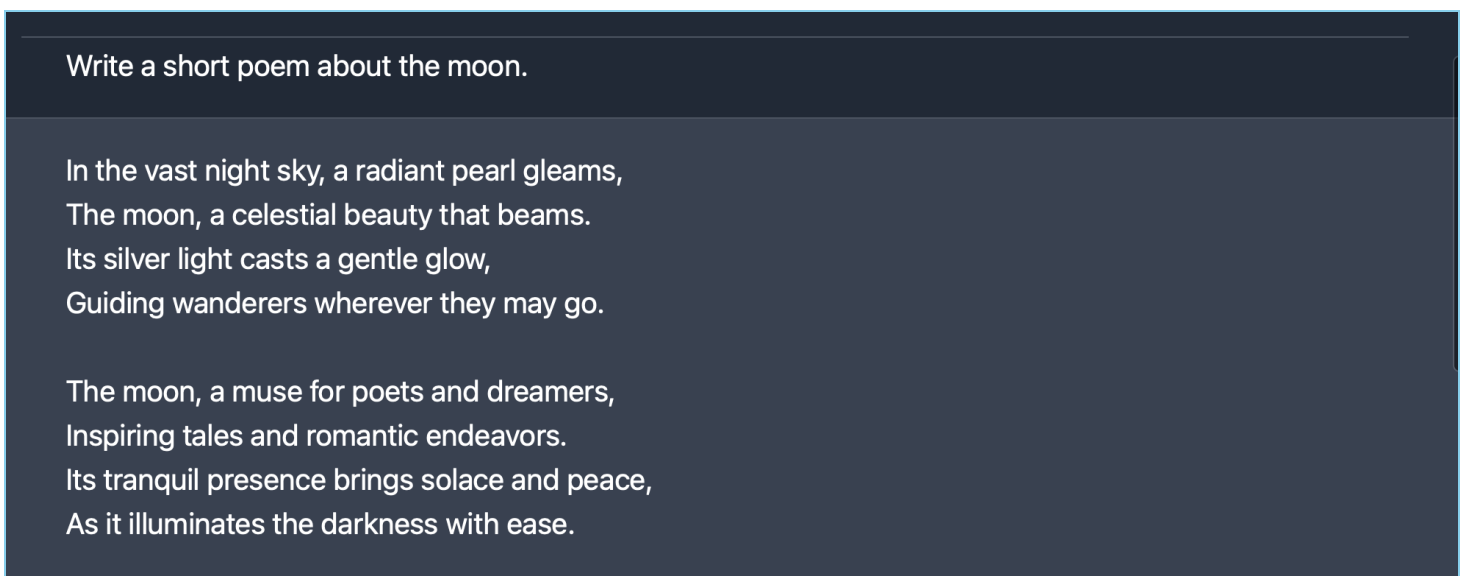 Write a short poem about the moon.
In the vast night sky, a radiant pearl gleams,
The moon, a celestial beauty that beams.
Its silver light casts a gentle glow,
Guiding wanderers wherever they may go.
The moon, a muse for poets and dreamers,
Inspiring tales and romantic endeavors.
Its tranquil presence brings solace and peace,
As it illuminates the darkness with ease.